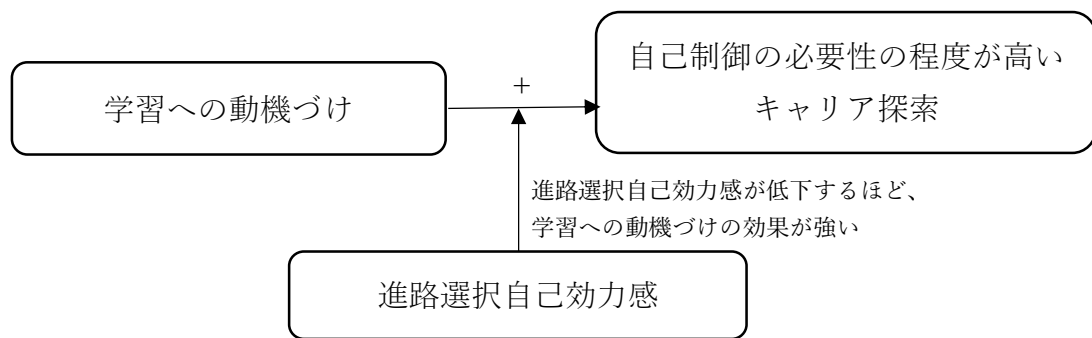 自己制御の必要性の程度が高い
キャリア探索
学習への動機づけ
+
進路選択自己効力感が低下するほど、
学習への動機づけの効果が強い
進路選択自己効力感